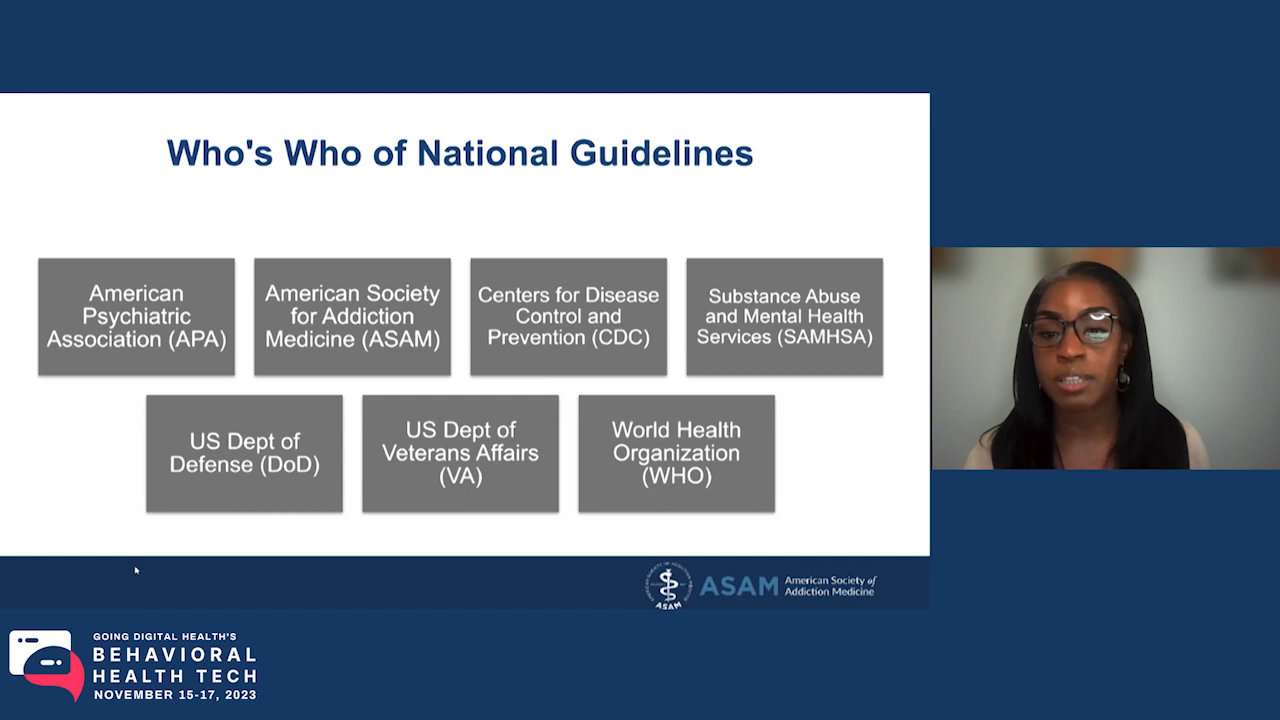 Who's Who of National Guidelines
American
Psychiatric
Association (APA)
American Society
for Addiction
Medicine (ASAM)
Centers for Disease
Control and
Prevention (CDC)
Substance Abuse
and Mental Health
Services (SAMHSA)
US Dept of
Defense (DoD)
US Dept of
Veterans Affairs
(VA)
World Health
Organization
(WHO)
ASAM
ASAM
American Society of
Addiction Medicine
GOING DIGITAL HEALTH'S
BEHAVIORAL
HEALTH TECH
NOVEMBER 15-17, 2023